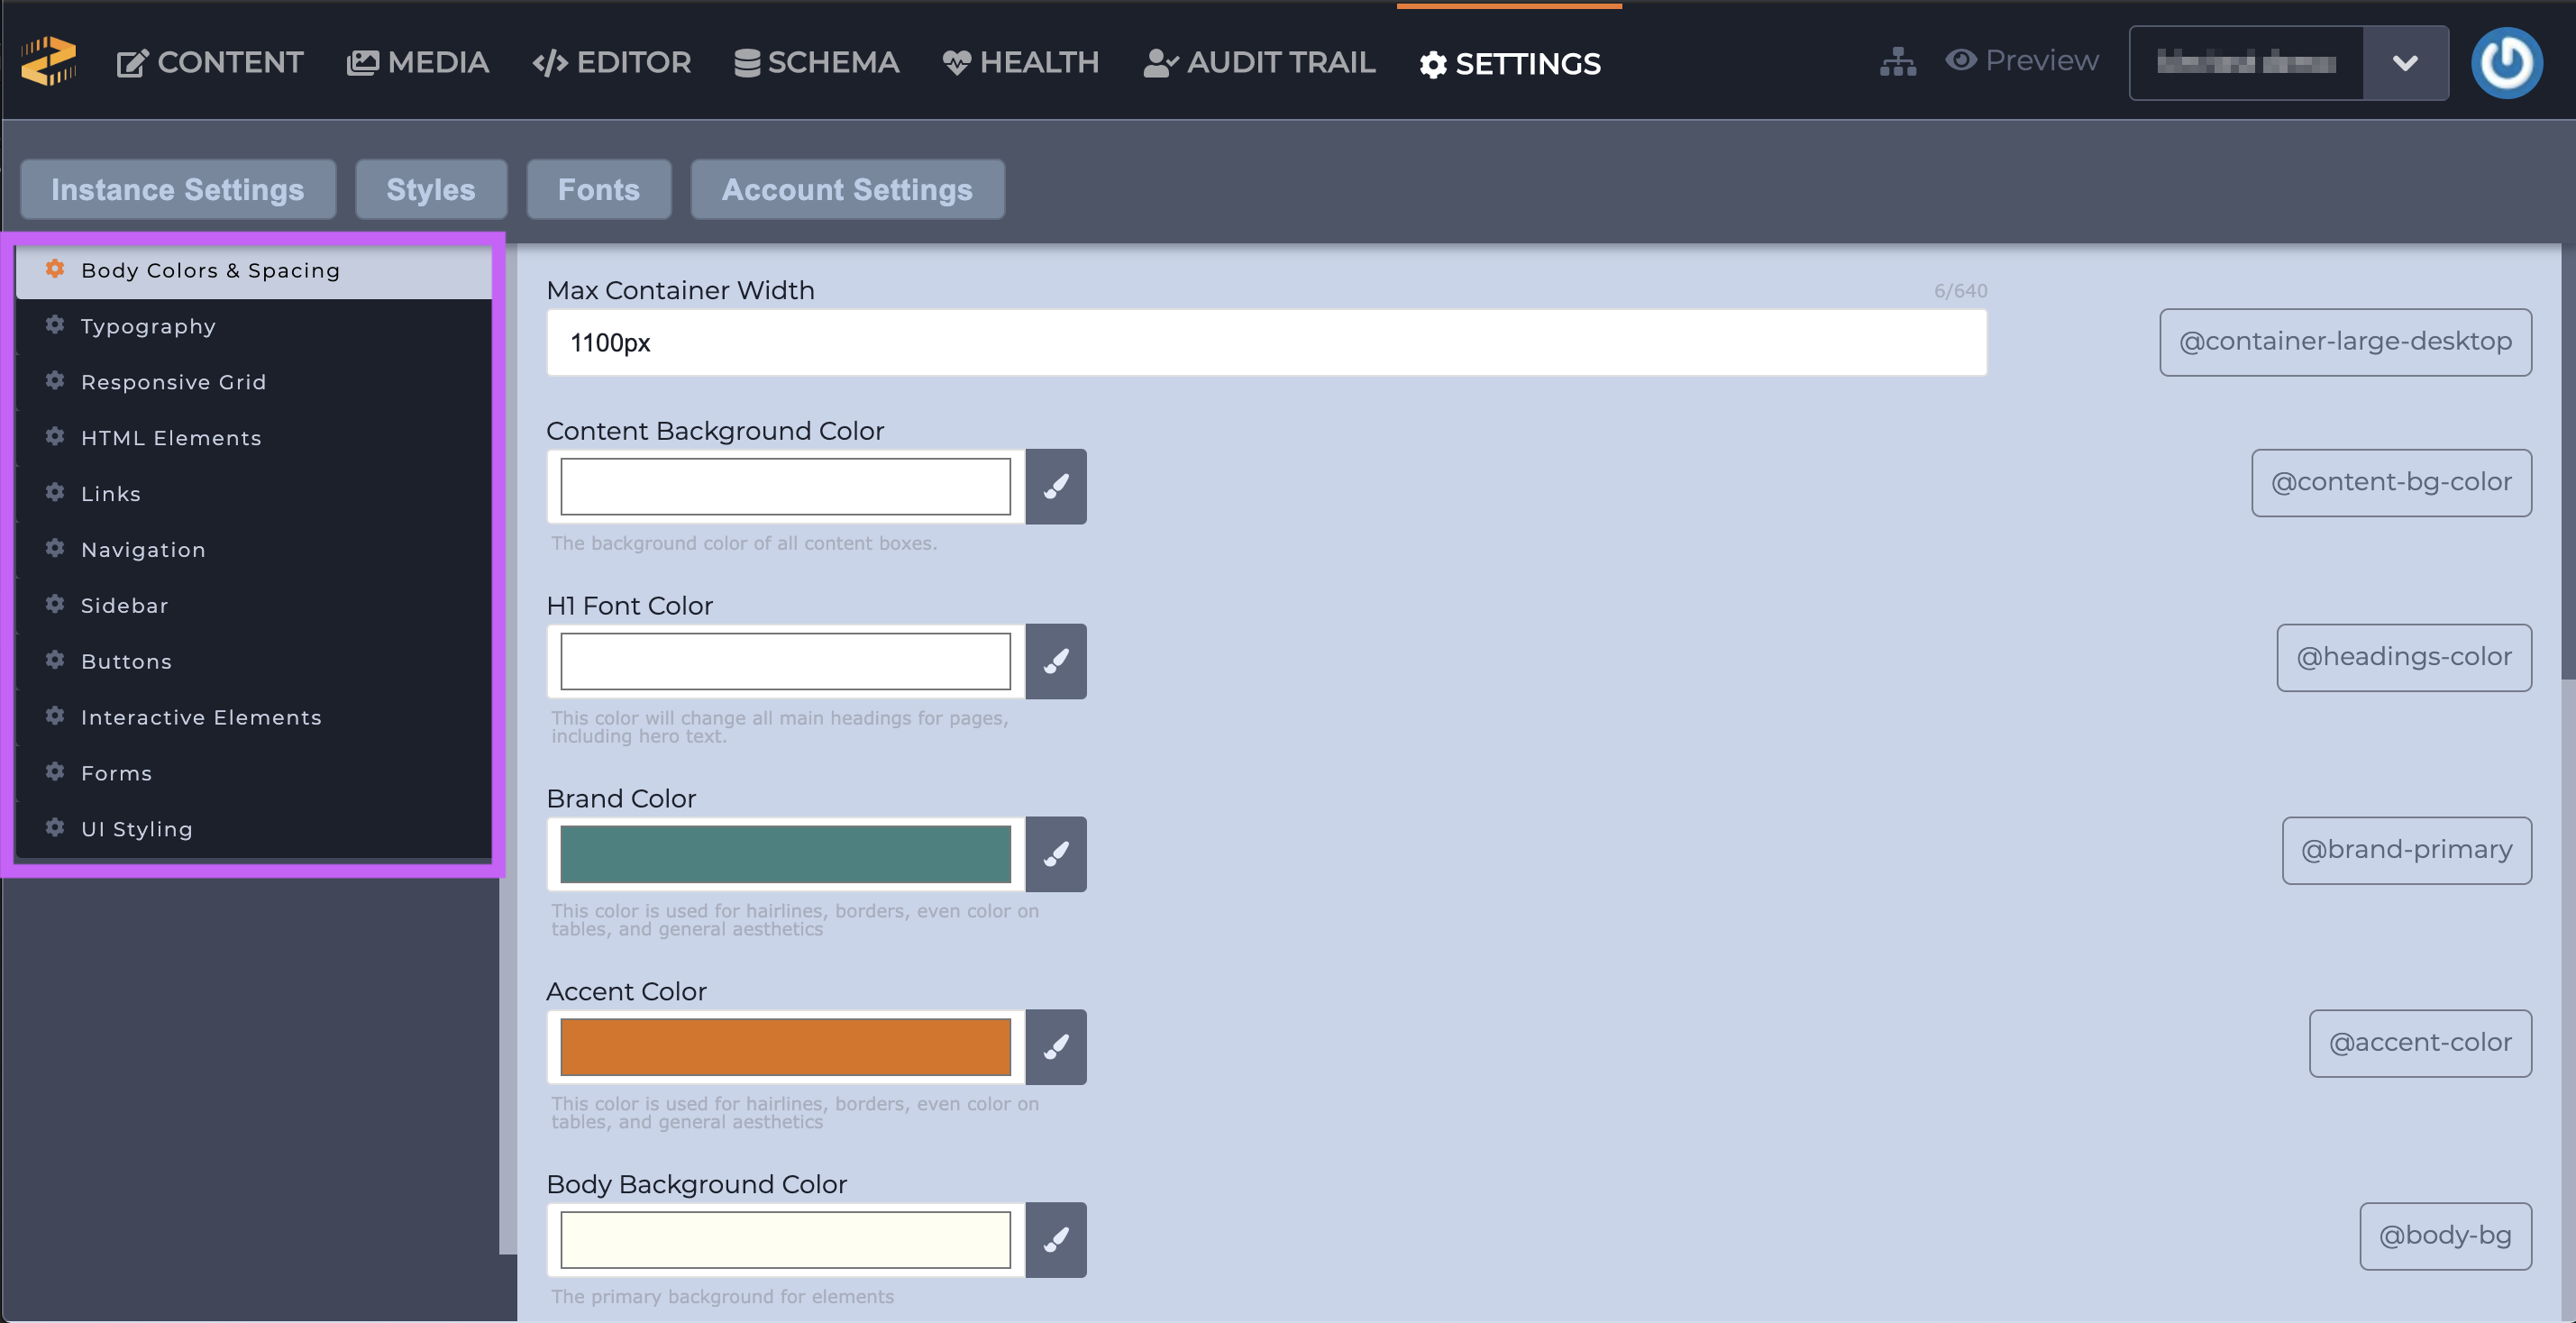 CONTENT MEDIA EDITOR SCHEMA HEALTH AUDIT TRAIL SETTINGS Preview
Instance Settings Styles Fonts Account Settings
Body Colors & Spacing
Typography
Responsive Grid
HTML Elements
Links
Navigation
Sidebar
Buttons
Interactive Elements
Forms
UI Styling
Max Container Width 6/640
1100px @container-large-desktop
Content Background Color
@content-bg-color
The background color of all content boxes.
H1 Font Color
@headings-color
This color will change all main headings for pages,
including hero text.
Brand Color
@brand-primary
This color is used for hairlines, borders, even color on
tables, and general aesthetics
Accent Color
@accent-color
This color is used for hairlines, borders, even color on
tables, and general aesthetics
Body Background Color
@body-bg
The primary background for elements